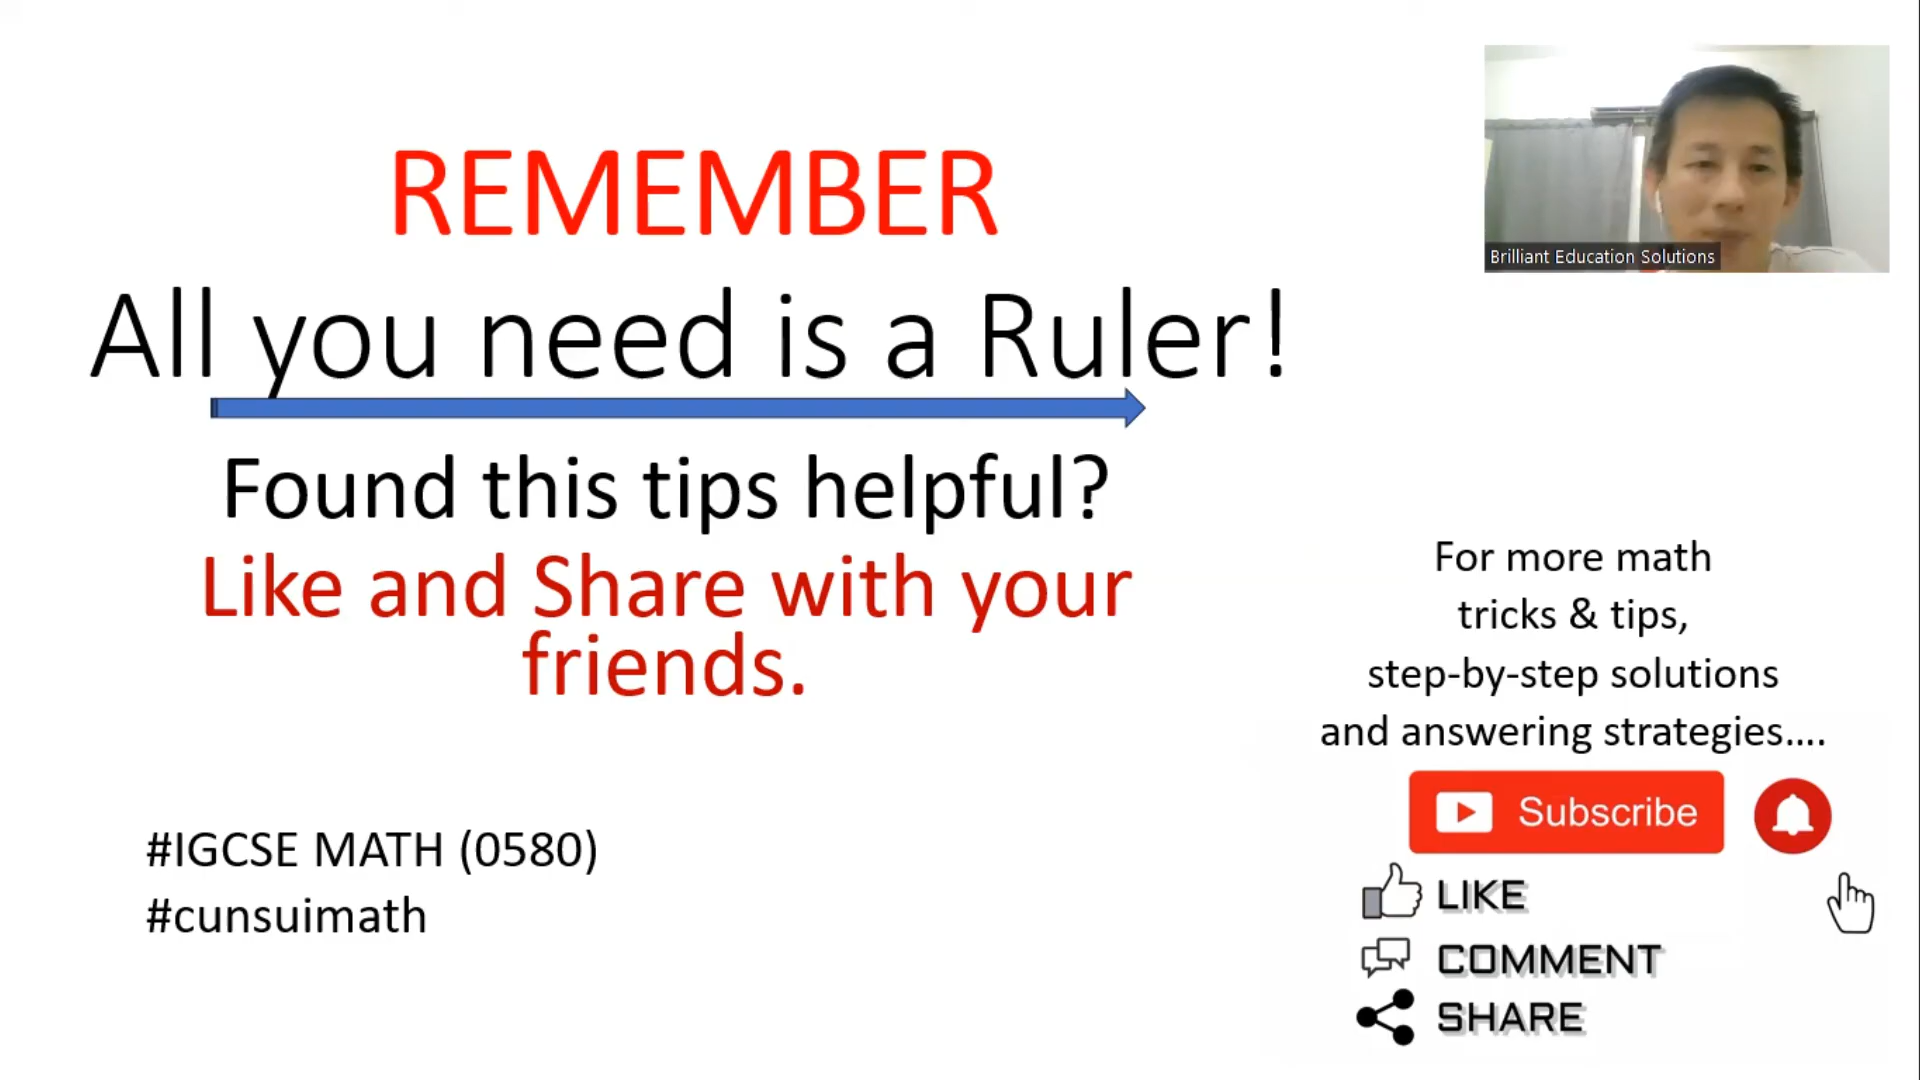 REMEMBER
All you need is a Ruler!
Found this tips helpful?
Like and Share with your
friends.
#IGCSE MATH (0580)
#cunsuimath
Brilliant Education Solutions
For more math
tricks & tips,
step-by-step solutions
and answering strategies....
Subscribe
LIKE
COMMENT
SHARE